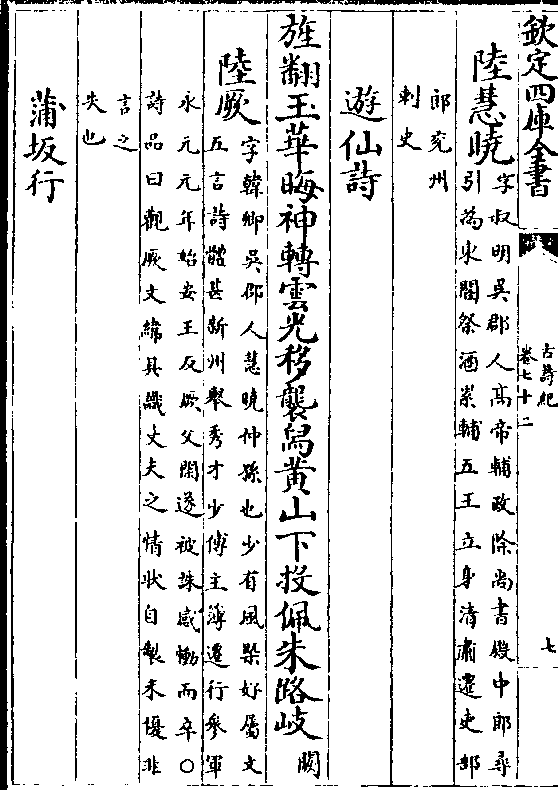 欽定四庫全書
古詩紀
卷七十二
七
陸慧曉
字叔明吳郡人高帝輔政除尚書殿中郎尋
引為東閣祭酒累輔五王立身清肅遷吏部
郎兖州
刺史
遊仙詩
旌翻玉華晦神轉雲光移襲舄黄山下投佩朱路岐
闕
陸厥
字韓卿吳郡人慧曉仲孫也少有風槩好屬文
五言詩體甚新州舉秀才少傅主簿遷行參軍
永元元年始安王反厥父閑遂被誅感慟而卒○
詩品曰觀厥文緯具識丈夫之情狀自製未優非
言之
失也
蒲坂行